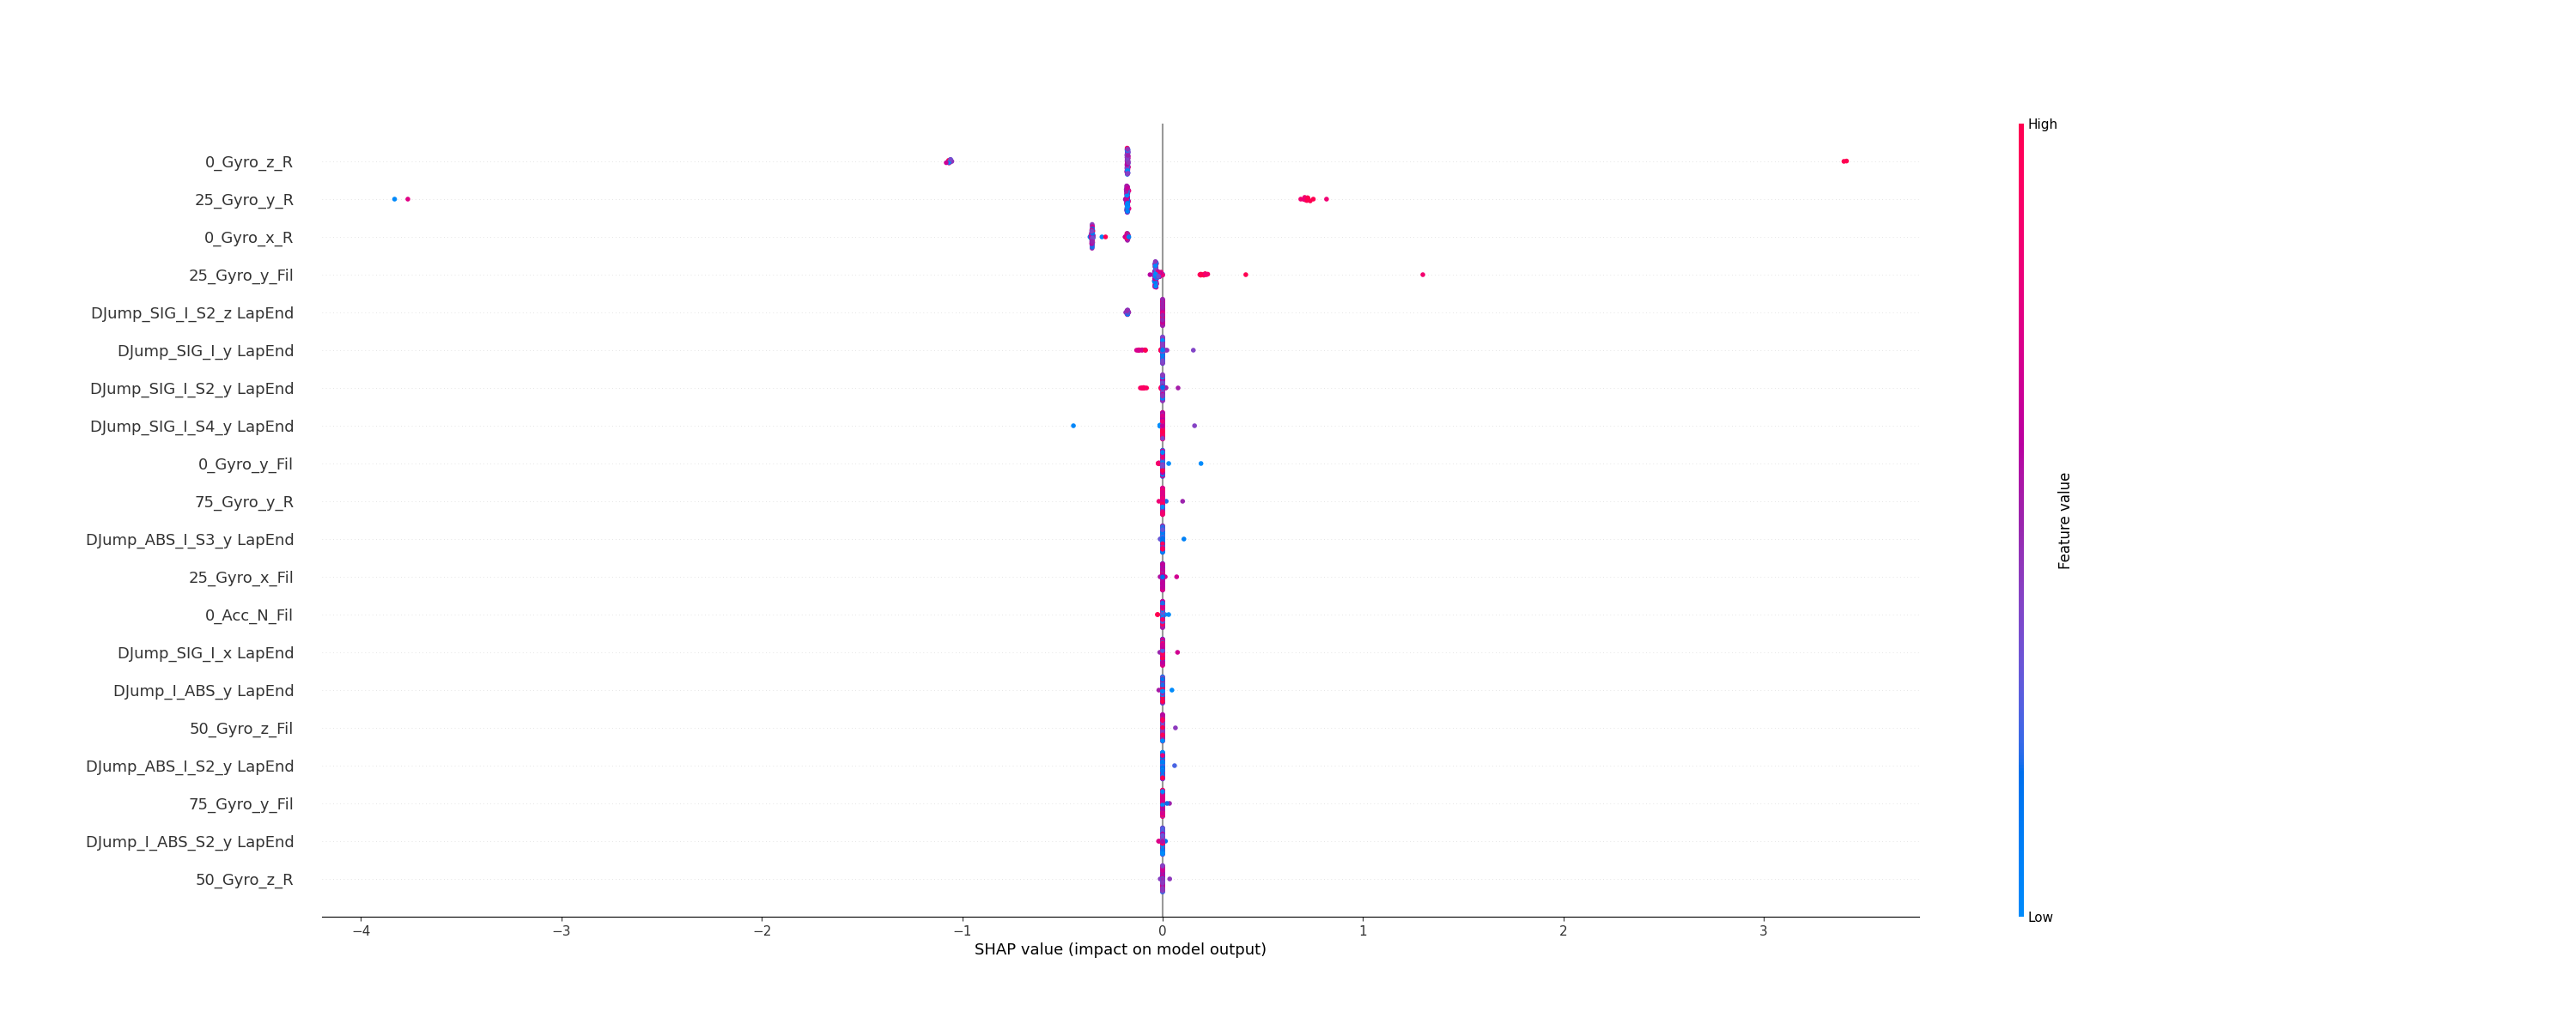 High
0_Gyro_z_R
25_Gyro_y_R
0_Gyro_x_R
25_Gyro_y_Fil
DJump_SIG_I_S2_z LapEnd
DJump_SIG_I_y LapEnd
DJump_SIG_I_S2_y LapEnd
DJump_SIG_I_S4_y LapEnd
0_Gyro_y_Fil
75_Gyro_y_R
DJump_ABS_I_S3_y LapEnd
25_Gyro_x_Fil
0_Acc_N_Fil
DJump_SIG_I_x LapEnd
DJump_I_ABS_y LapEnd
50_Gyro_z_Fil
DJump_ABS_I_S2_y LapEnd
75_Gyro_y_Fil
DJump_I_ABS_S2_y LapEnd
50_Gyro_z_R
Feature value
Low
−4 −3 −2 −1 0 1 2 3
SHAP value (impact on model output)